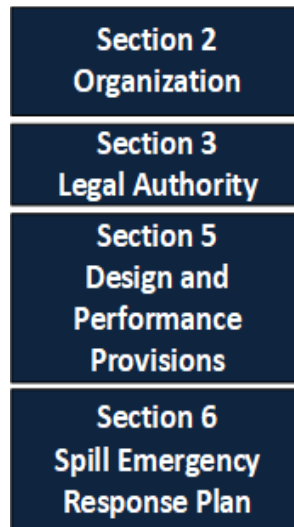 Section 2
Organization
Section 3
Legal Authority
Section 5
Design and
Performance
Provisions
Section 6
Spill Emergency
Response Plan